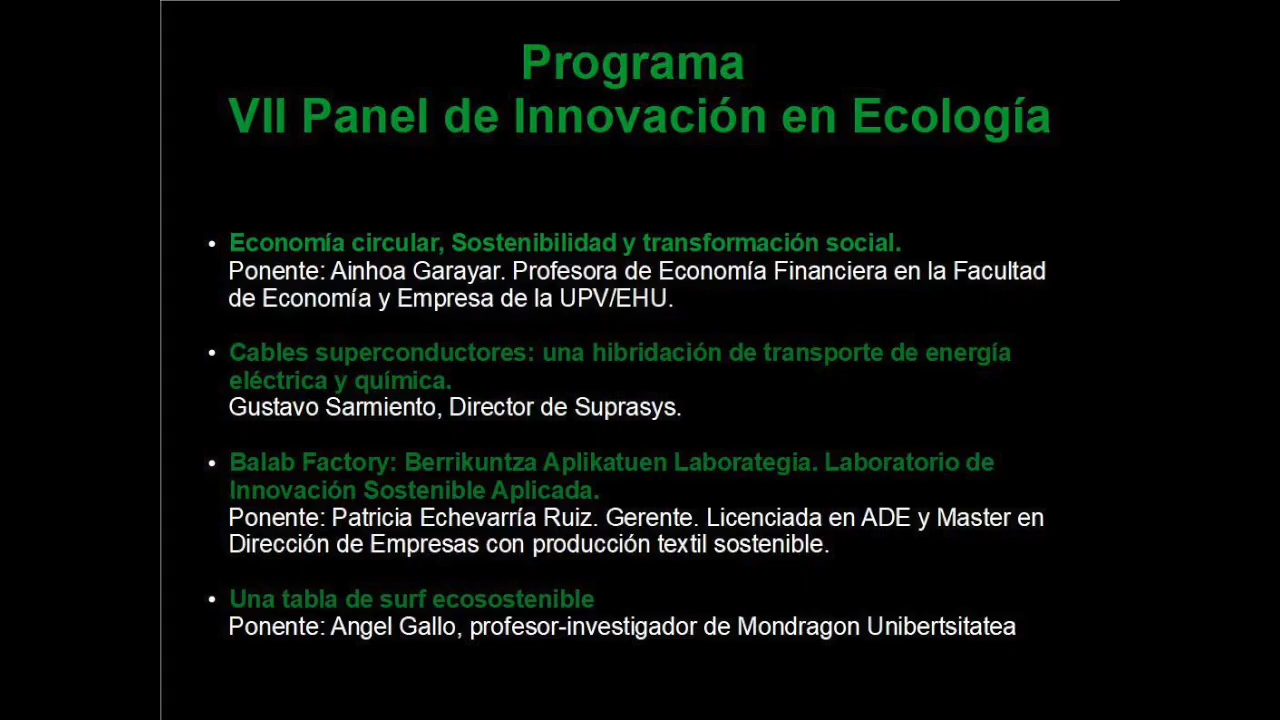 Programa
VII Panel de Innovación en Ecología
• Economía circular, Sostenibilidad y transformación social.
Ponente: Ainhoa Garayar. Profesora de Economía Financiera en la Facultad
de Economía y Empresa de la UPV/EHU.
• Cables superconductores: una hibridación de transporte de energía
eléctrica y química.
Gustavo Sarmiento, Director de Suprasys.
• Balab Factory: Berrikuntza Aplikatuen Laborategia. Laboratorio de
Innovación Sostenible Aplicada.
Ponente: Patricia Echevarría Ruiz. Gerente. Licenciada en ADE y Master en
Dirección de Empresas con producción textil sostenible.
• Una tabla de surf ecosostenible
Ponente: Angel Gallo, profesor-investigador de Mondragon Unibertsitatea